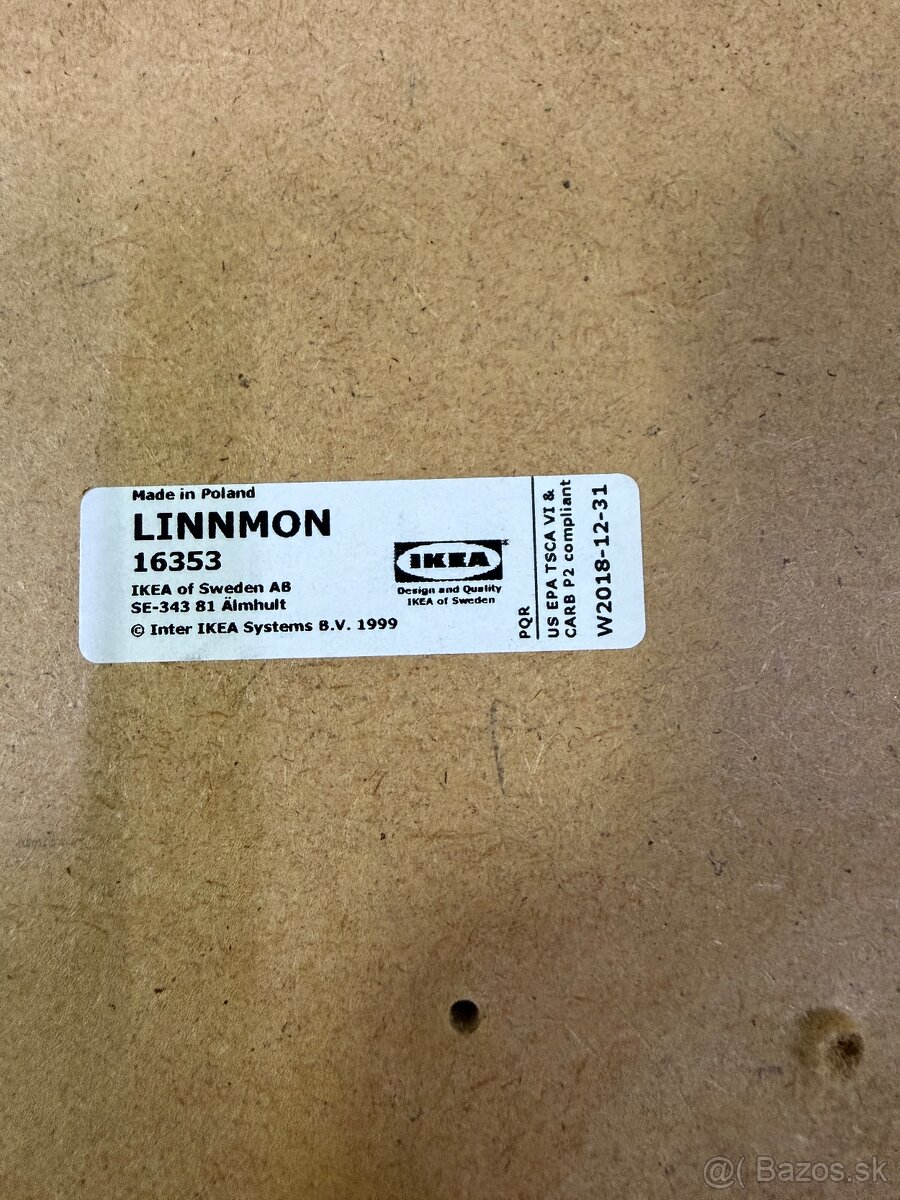 Made in Poland
LINNMON
16353
IKEA of Sweden AB
SE-343 81 Älmhult
© Inter IKEA Systems B.V. 1999
IKEA
Design and Quality
IKEA of Sweden
PQR
US EPA TSCA VI &
CARB P2 compliant
W2018-12-31
@( Bazos.sk